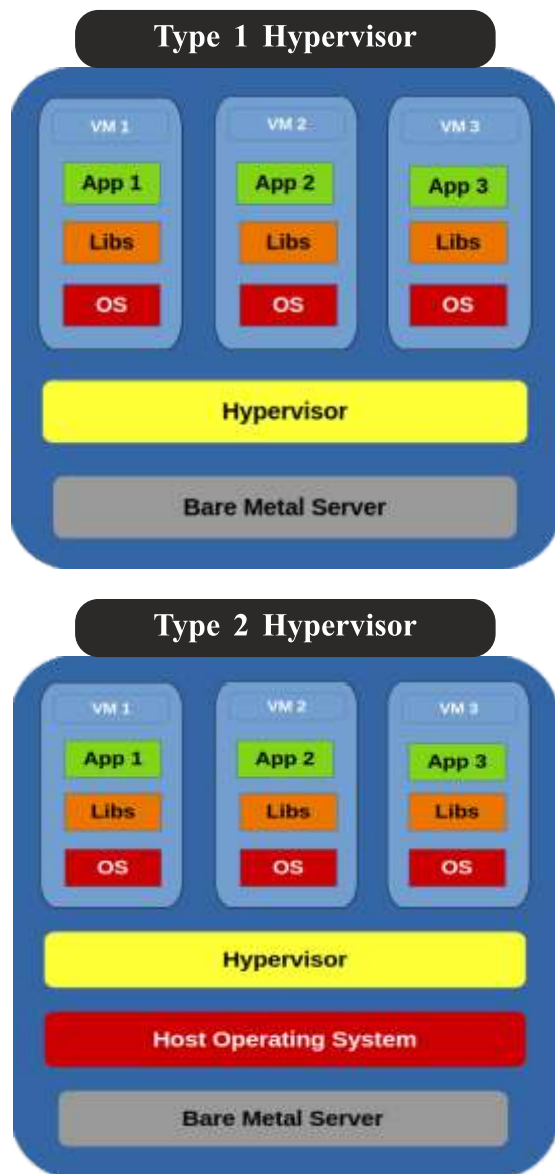 Type 1 Hypervisor
VM 1 VM 2 VM 3
App 1 App 2 App 3
Libs Libs Libs
OS OS OS
Hypervisor
Bare Metal Server
Type 2 Hypervisor
VM 1 VM 2 VM 3
App 1 App 2 App 3
Libs Libs Libs
OS OS OS
Hypervisor
Host Operating System
Bare Metal Server